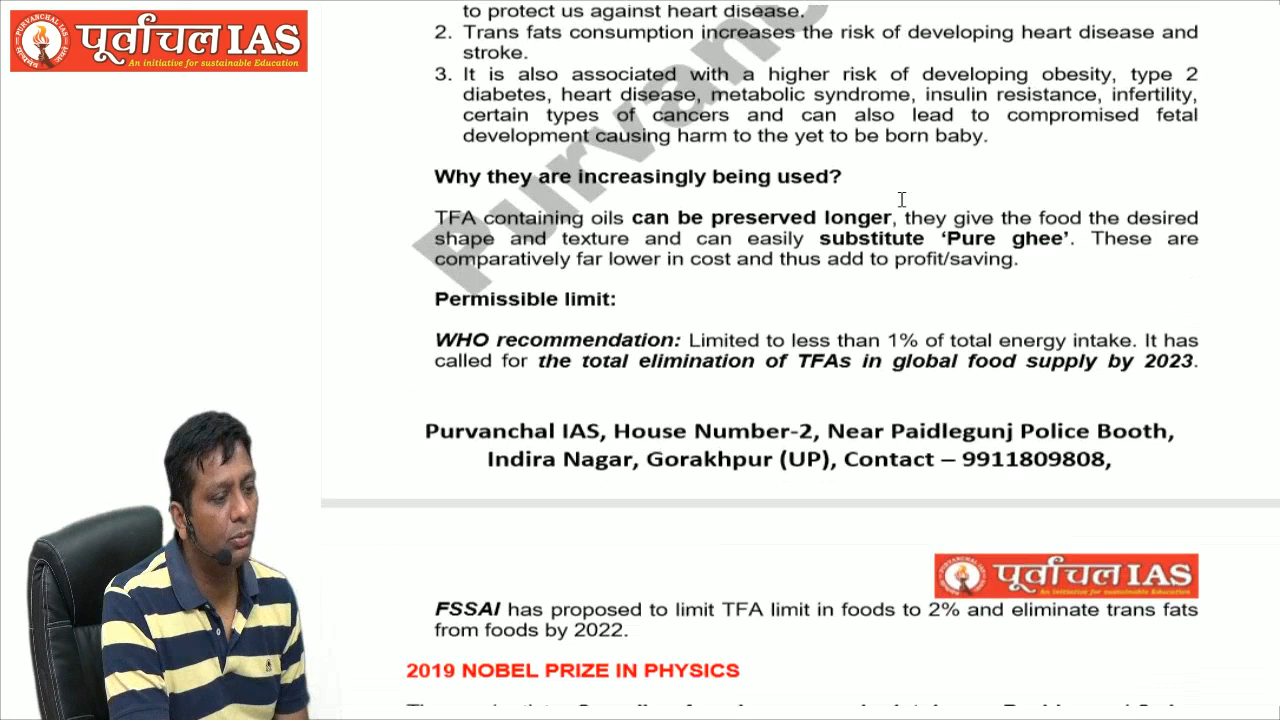 पूर्वांचल IAS
An initiative for sustainable Education
to protect us against heart disease.
2. Trans fats consumption increases the risk of developing heart disease and
stroke.
3. It is also associated with a higher risk of developing obesity, type 2
diabetes, heart disease, metabolic syndrome, insulin resistance, infertility,
certain types of cancers and can also lead to compromised fetal
development causing harm to the yet to be born baby.
Why they are increasingly being used?
TFA containing oils can be preserved longer, they give the food the desired
shape and texture and can easily substitute ‘Pure ghee’. These are
comparatively far lower in cost and thus add to profit/saving.
Permissible limit:
WHO recommendation: Limited to less than 1% of total energy intake. It has
called for the total elimination of TFAs in global food supply by 2023.
Purvanchal IAS, House Number-2, Near Paidlegunj Police Booth,
Indira Nagar, Gorakhpur (UP), Contact – 9911809808,
पूर्वांचल IAS
An initiative for sustainable Education
FSSAI has proposed to limit TFA limit in foods to 2% and eliminate trans fats
from foods by 2022.
2019 NOBEL PRIZE IN PHYSICS